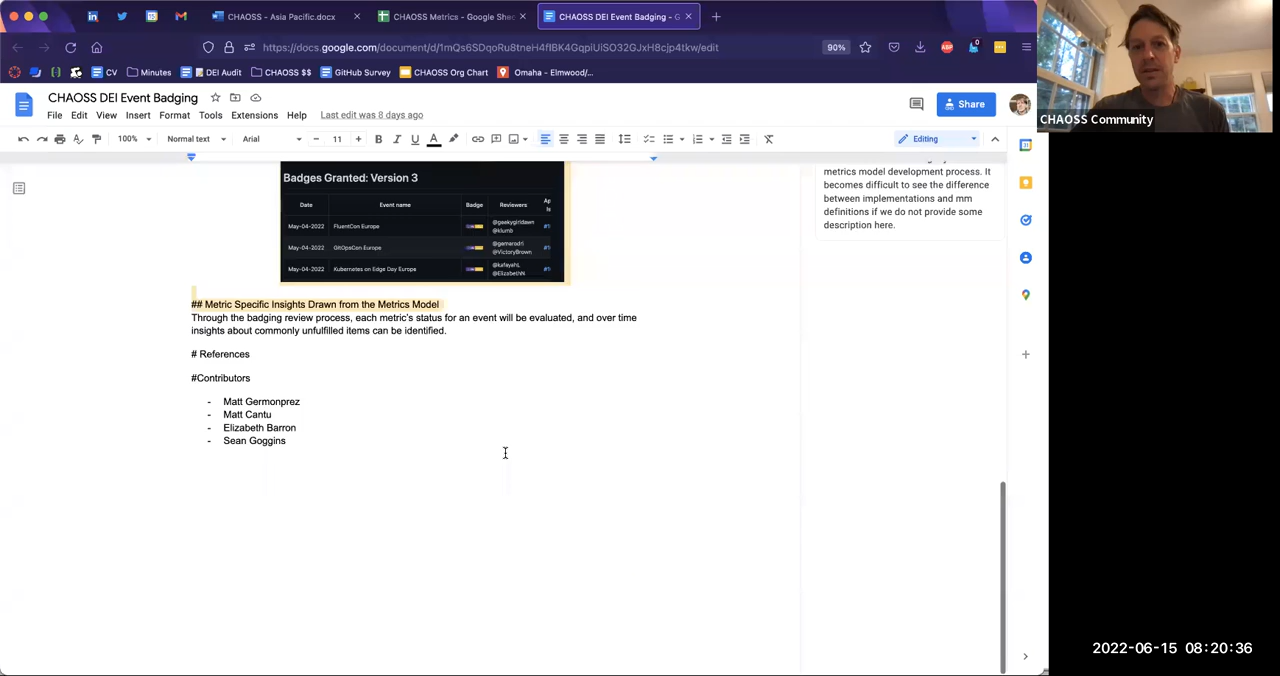 CHAOSS - Asia Pacific.docx
CHAOSS Metrics - Google Shee
CHAOSS DEI Event Badging - G
https://docs.google.com/document/d/1mQs6SDqoRu8tneH4flBK4GqpiUiSO32GJxH8cjp4tkw/edit
90%
ABP
0
CV
Minutes
DEI Audit
CHAOSS $$
GitHub Survey
CHAOSS Org Chart
Omaha - Elmwood/...
CHAOSS DEI Event Badging
File Edit View Insert Format Tools Extensions Help Last edit was 8 days ago
Share
CHAOSS Community
100% Normal text Arial 11 B I U A
Editing
metrics model development process. It
becomes difficult to see the difference
between implementations and mm
definitions if we do not provide some
description here.
Badges Granted: Version 3
Date Event name Badge Reviewers
May-04-2022 FluentCon Europe @geekygirldawn
@klumb
May-04-2022 GitOpsCon Europe @germonprez
@VictoryBrown
May-04-2022 Kubernetes on Edge Day Europe
@ElizabethN
## Metric Specific Insights Drawn from the Metrics Model
Through the badging review process, each metric's status for an event will be evaluated, and over time
insights about commonly unfulfilled items can be identified.
# References
#Contributors
- Matt Germonprez
- Matt Cantu
- Elizabeth Barron
- Sean Goggins
2022-06-15 08:20:36